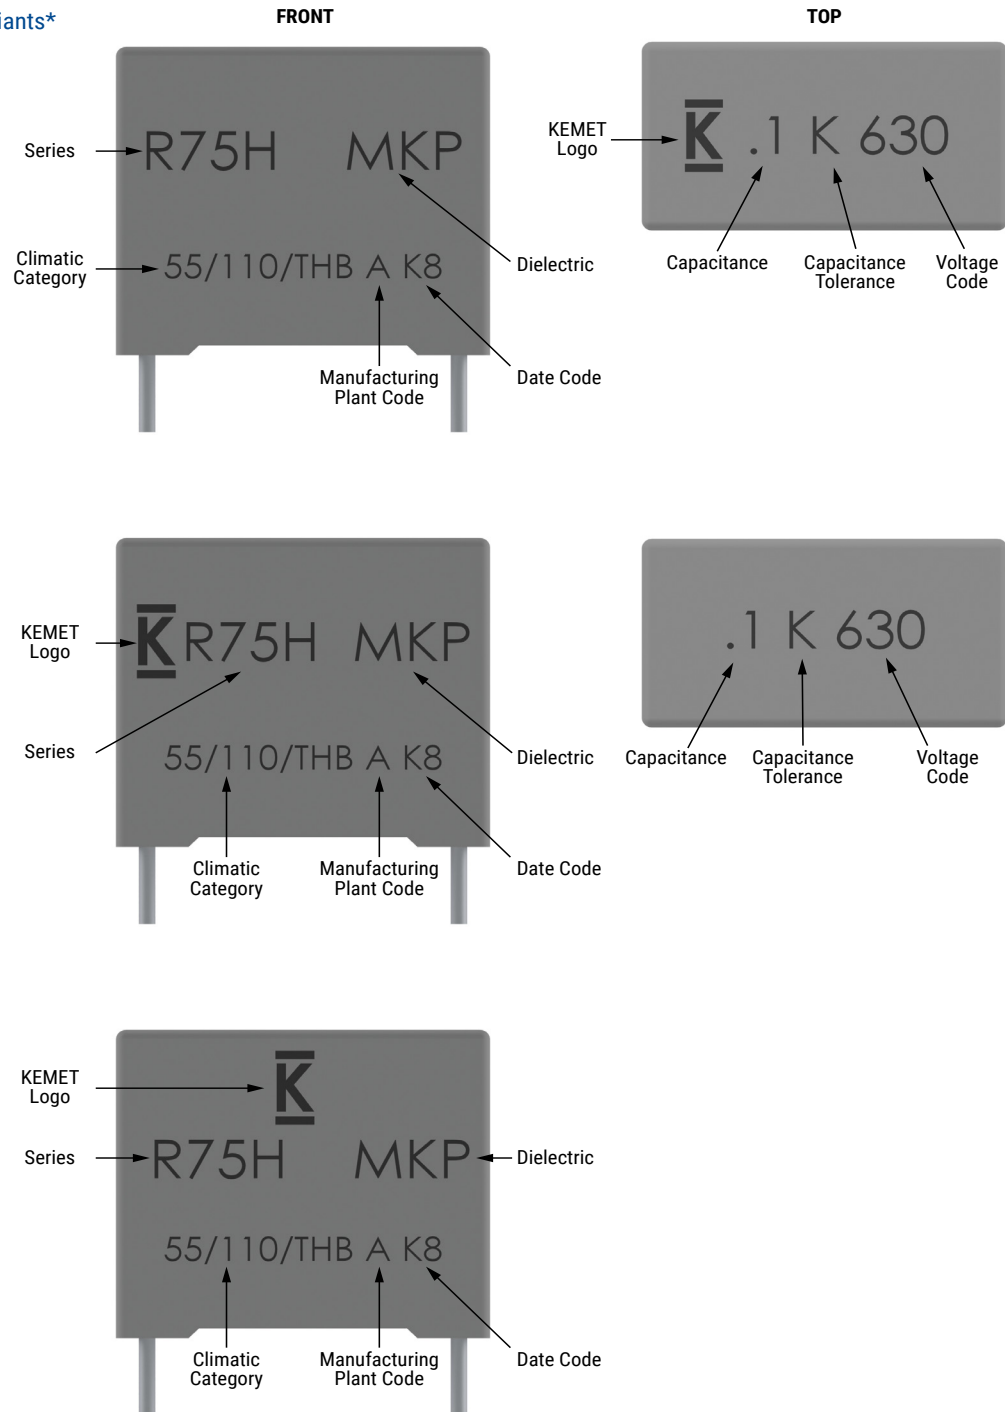 iants*
FRONT
TOP
R75H MKP
Series
55/110/THB A K8
Climatic
Category
Dielectric
Manufacturing
Plant Code
Date Code
K .1 K 630
KEMET
Logo
Capacitance
Capacitance
Tolerance
Voltage
Code
K R75H MKP
KEMET
Logo
Series
55/110/THB A K8
Dielectric
Climatic
Category
Manufacturing
Plant Code
Date Code
.1 K 630
Capacitance
Capacitance
Tolerance
Voltage
Code
KEMET
Logo
K
Series
R75H MKP
Dielectric
55/110/THB A K8
Climatic
Category
Manufacturing
Plant Code
Date Code